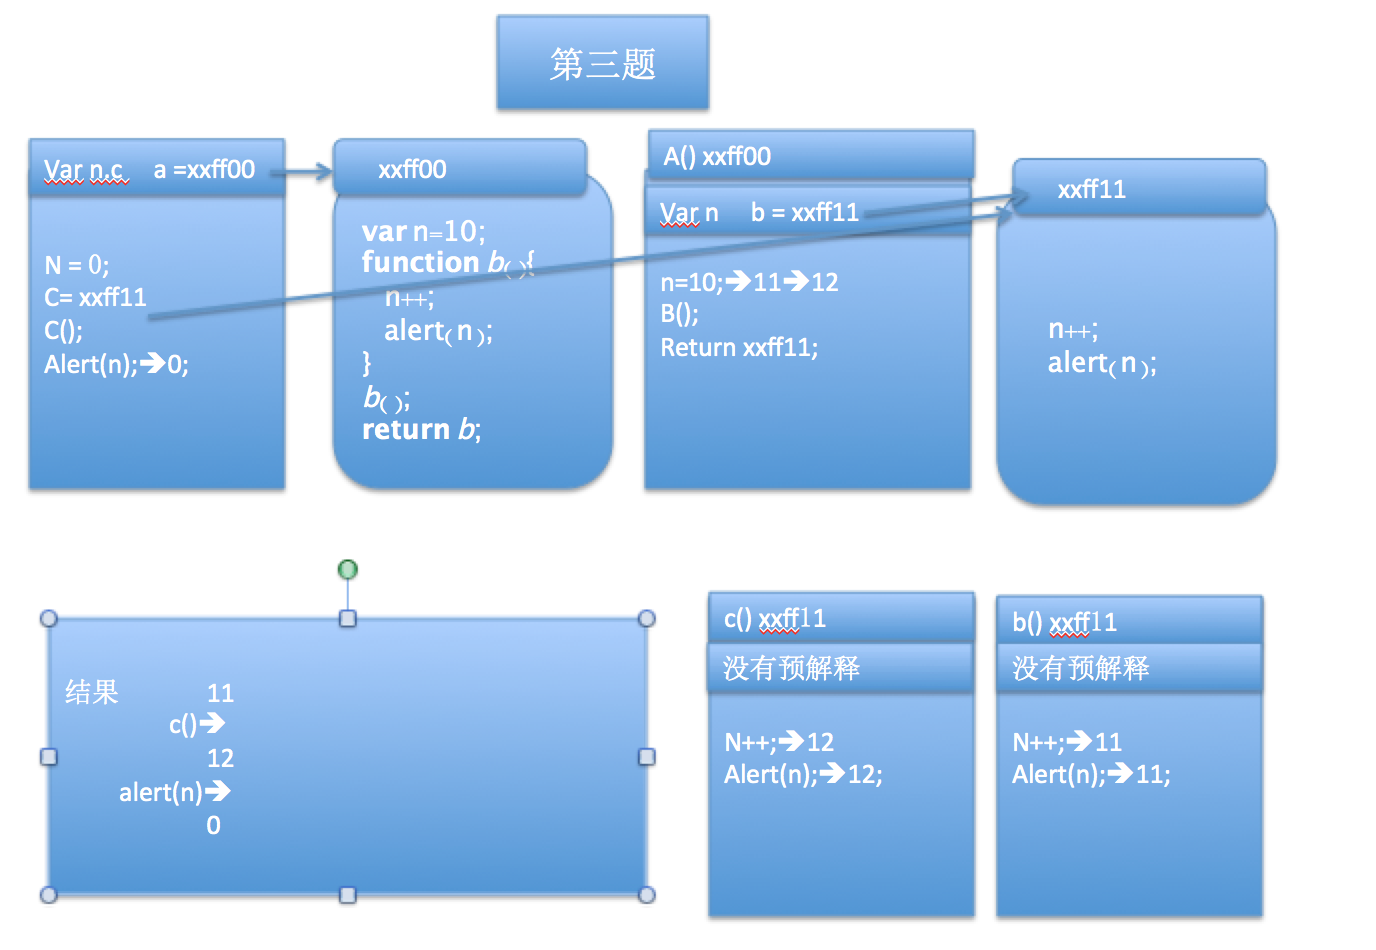 第三题
Var n.c a =xxff00
N = 0;
C= xxff11
C();
Alert(n);➔0;
xxff00
var n=10;
function b(){
n++;
alert(n);
}
b();
return b;
A() xxff00
Var n b = xxff11
n=10;➔11➔12
B();
Return xxff11;
xxff11
n++;
alert(n);
结果 11
c()➔
12
alert(n)➔
0
c() xxff11
没有预解释
N++;➔12
Alert(n);➔12;
b() xxff11
没有预解释
N++;➔11
Alert(n);➔11;